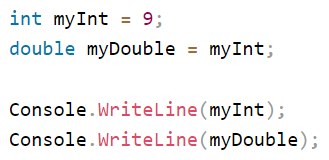 int myInt = 9;
double myDouble = myInt;
Console.WriteLine(myInt);
Console.WriteLine(myDouble);